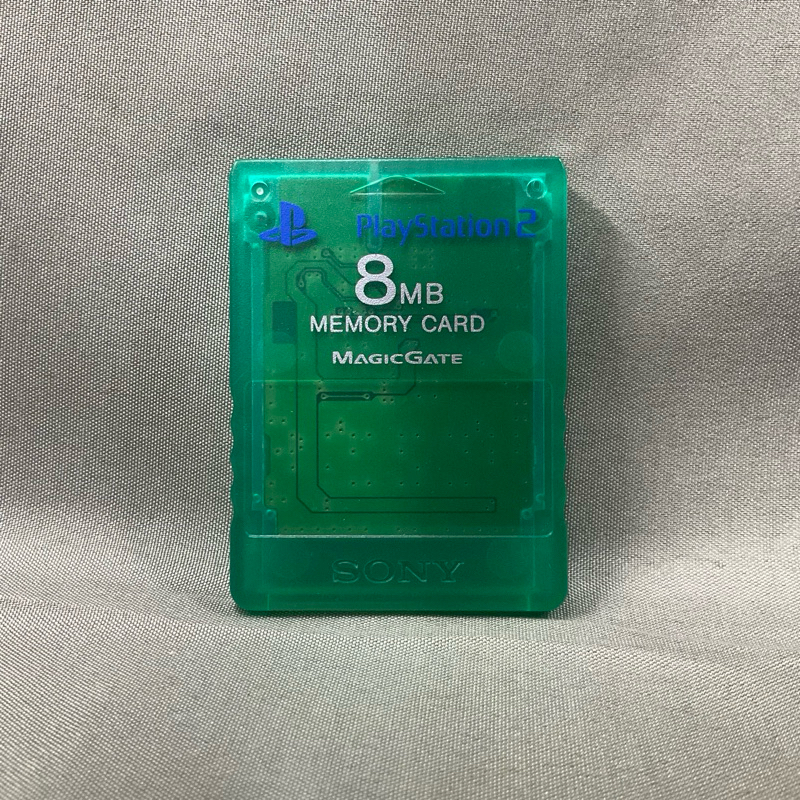 PlayStation 2
8MB
MEMORY CARD
MAGICGATE
SONY